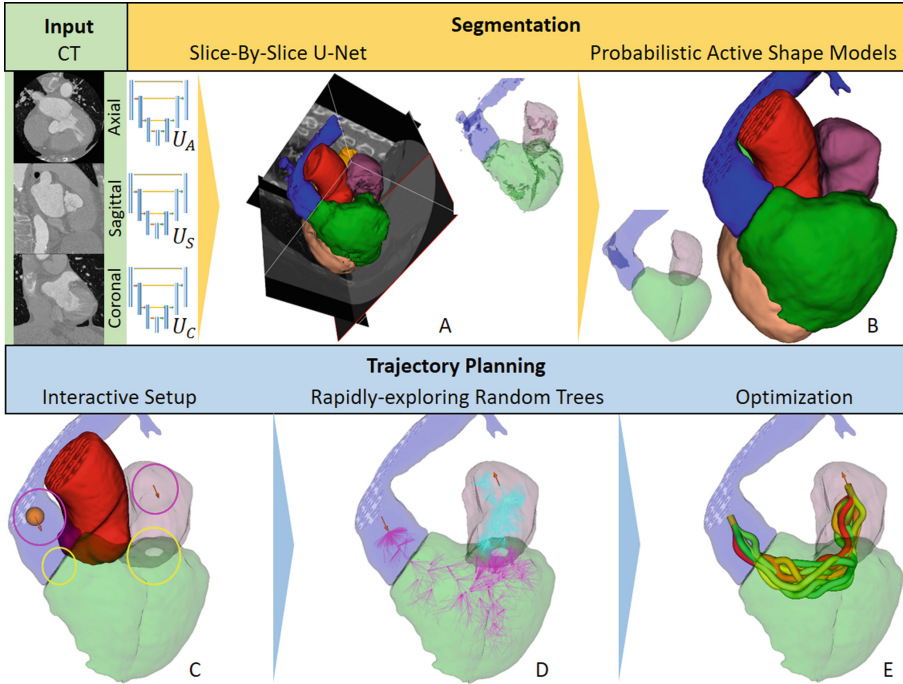 Input
Segmentation
CT
Slice-By-Slice U-Net
Probabilistic Active Shape Models
Axial
U_A
Sagittal
U_S
Coronal
U_C
A
B
Trajectory Planning
Interactive Setup
Rapidly-exploring Random Trees
Optimization
C
D
E